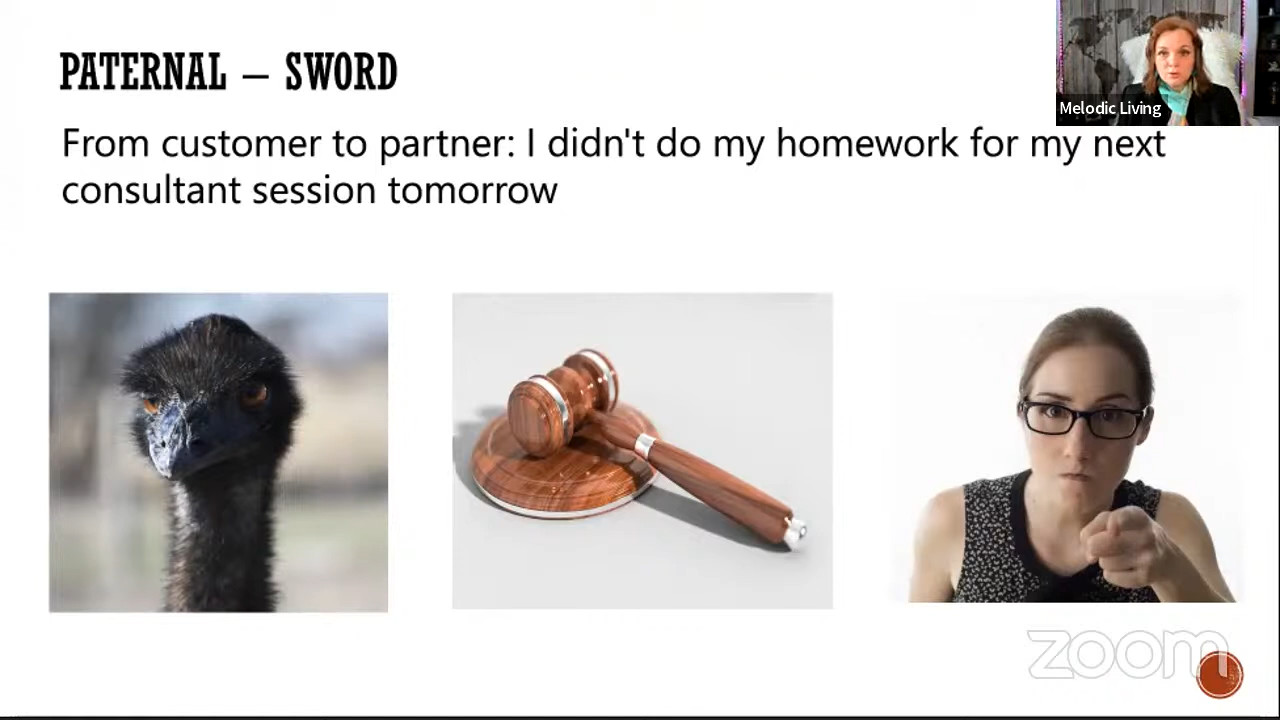 PATERNAL – SWORD
Melodic Living
From customer to partner: I didn't do my homework for my next
consultant session tomorrow
zoom